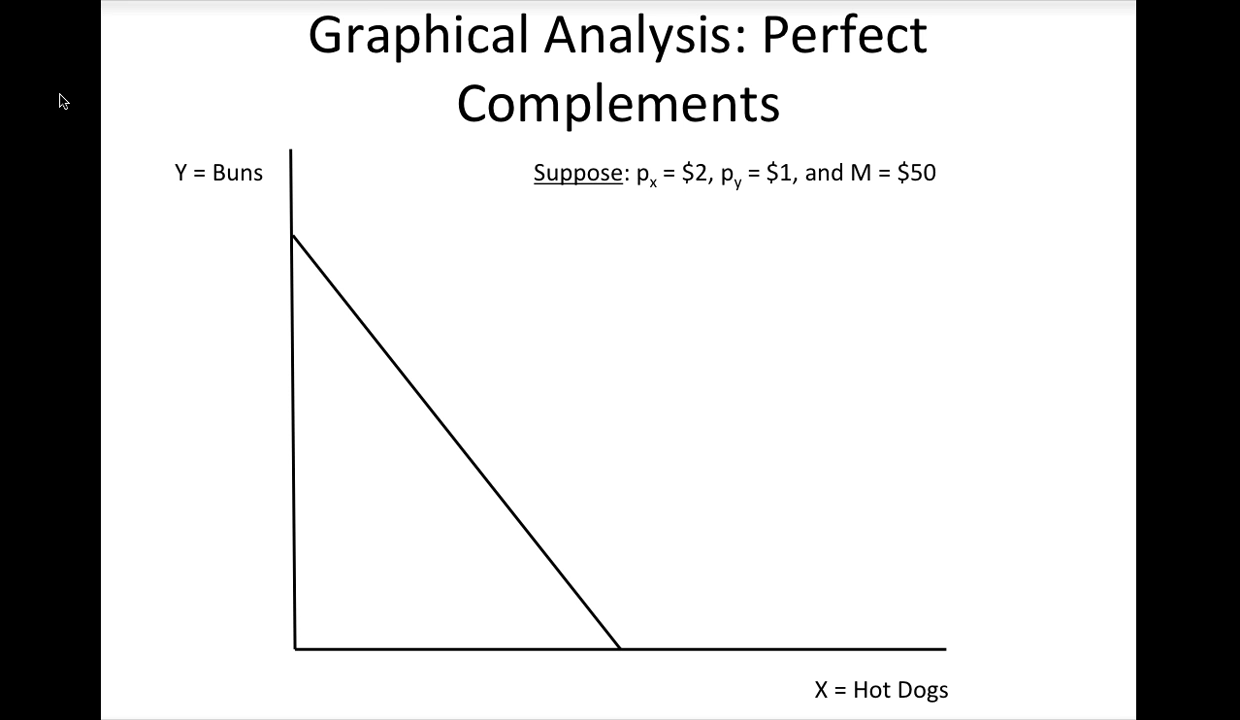 Graphical Analysis: Perfect
Complements
Y = Buns
Suppose: px = $2, py = $1, and M = $50
X = Hot Dogs